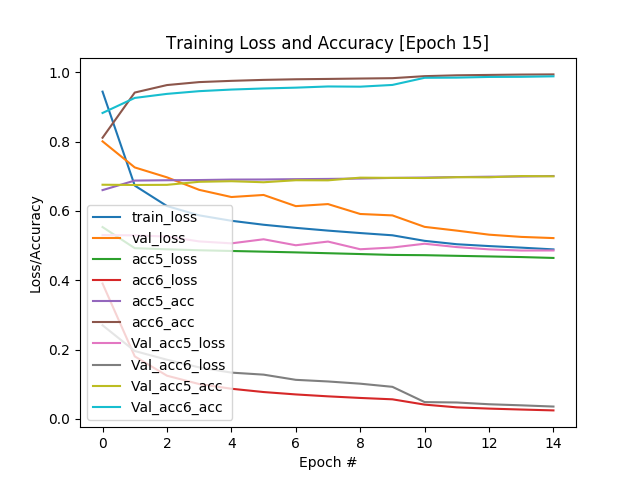 Training Loss and Accuracy [Epoch 15]
1.0
0.8
0.6
0.4
0.2
0.0
Loss/Accuracy
train_loss
val_loss
acc5_loss
acc6_loss
acc5_acc
acc6_acc
Val_acc5_loss
Val_acc6_loss
Val_acc5_acc
Val_acc6_acc
0 2 4 6 8 10 12 14
Epoch #